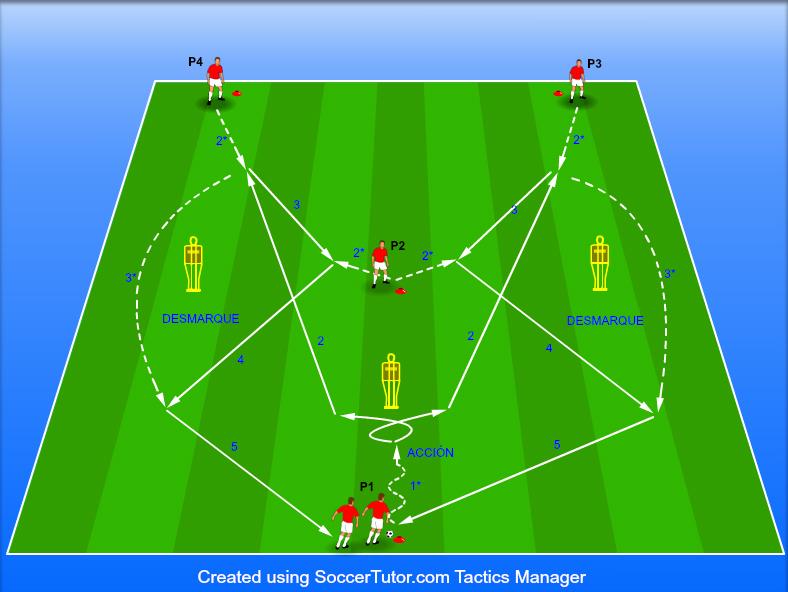 P4
P3
2*
2*
3
3
P2
2*
2*
3*
3*
DESMARQUE
DESMARQUE
2
2
4
4
5
5
ACCIÓN
P1
1*
Created using SoccerTutor.com Tactics Manager